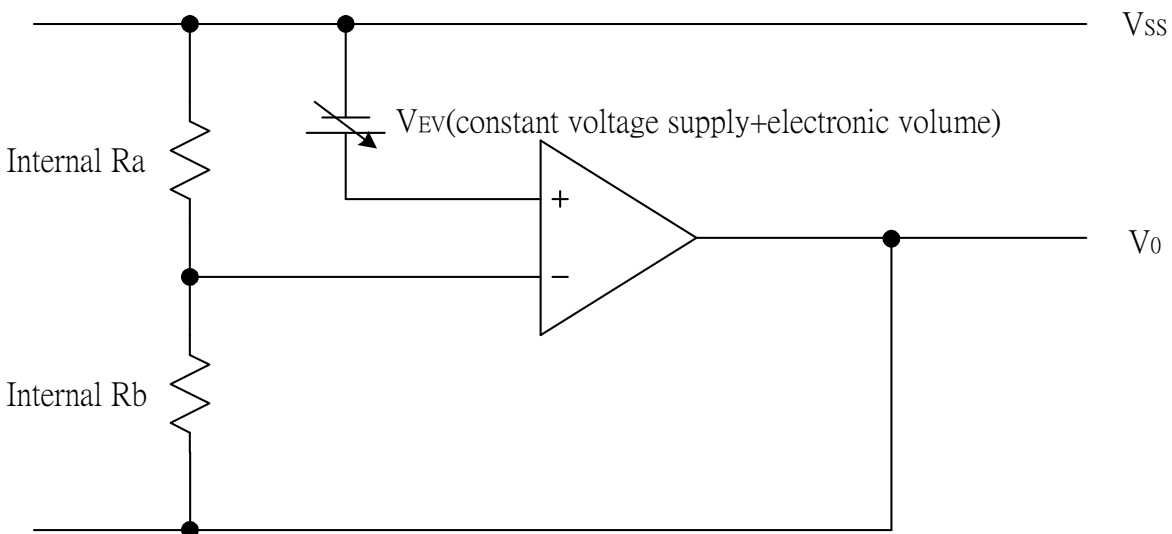 VSS
VEV(constant voltage supply+electronic volume)
Internal Ra
+
V0
−
Internal Rb